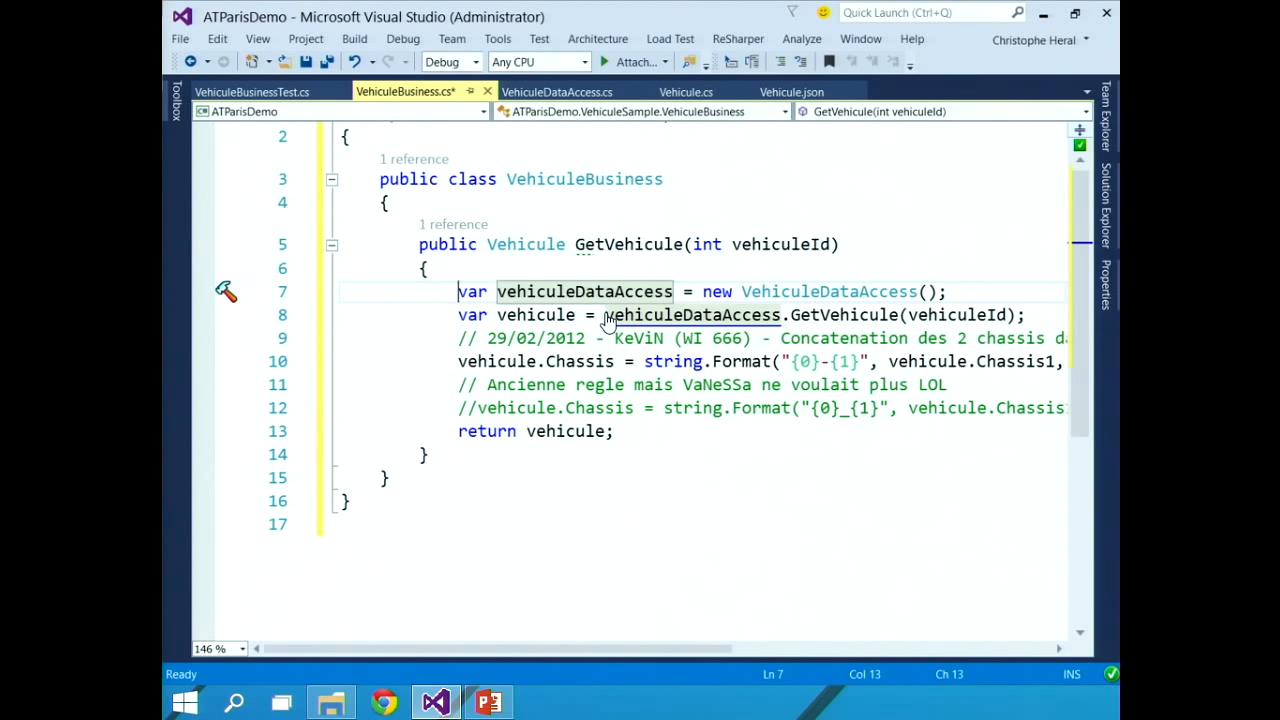 ATParisDemo - Microsoft Visual Studio (Administrator)
Quick Launch (Ctrl+Q)
File Edit View Project Build Debug Team Tools Test Architecture Load Test ReSharper Analyze Window Help
Christophe Heral
Debug Any CPU Attach...
VehiculeBusinessTest.cs VehiculeBusiness.cs* VehiculeDataAccess.cs Vehicule.cs Vehicule.json
ATParisDemo ATParisDemo.VehiculeSample.VehiculeBusiness GetVehicule(int vehiculeId)
Toolbox
Team Explorer
Solution Explorer
Properties
2 {
1 reference
3 public class VehiculeBusiness
4 {
1 reference
5 public Vehicule GetVehicule(int vehiculeId)
6 {
7 var vehiculeDataAccess = new VehiculeDataAccess();
8 var vehicule = vehiculeDataAccess.GetVehicule(vehiculeId);
9 // 29/02/2012 - KeViN (WI 666) - Concatenation des 2 chassis da
10 vehicule.Chassis = string.Format("{0}-{1}", vehicule.Chassis1,
11 // Ancienne regle mais VaNeSSa ne voulait plus LOL
12 //vehicule.Chassis = string.Format("{0}_{1}", vehicule.Chassis1
13 return vehicule;
14 }
15 }
16 }
17
146 %
Ready Ln 7 Col 13 Ch 13 INS